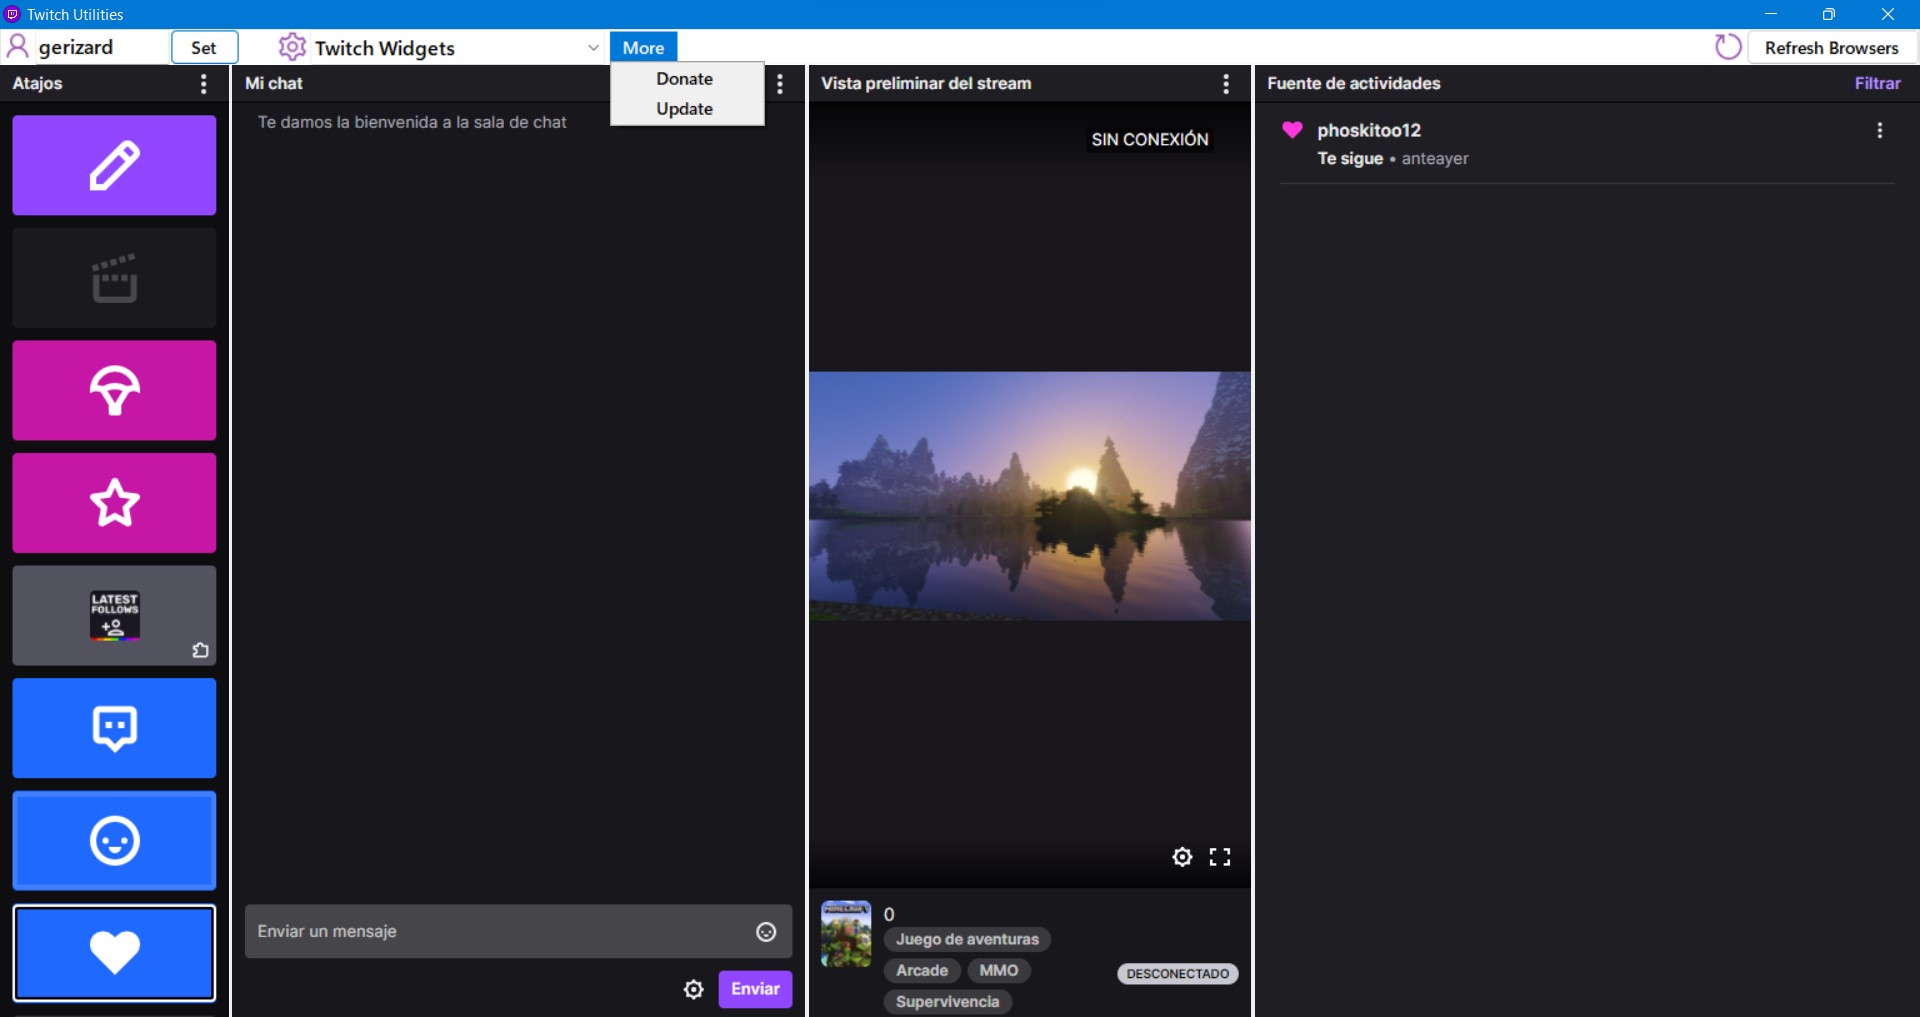 Twitch Utilities
gerizard
Set
Twitch Widgets
More
Refresh Browsers
Donate
Update
Atajos
Mi chat
Vista preliminar del stream
Fuente de actividades
Filtrar
Te damos la bienvenida a la sala de chat
SIN CONEXIÓN
phoskitoo12
Te sigue • anteayer
LATEST
FOLLOWS
Enviar un mensaje
Enviar
MINECRAFT
0
Juego de aventuras
Arcade
MMO
Supervivencia
DESCONECTADO